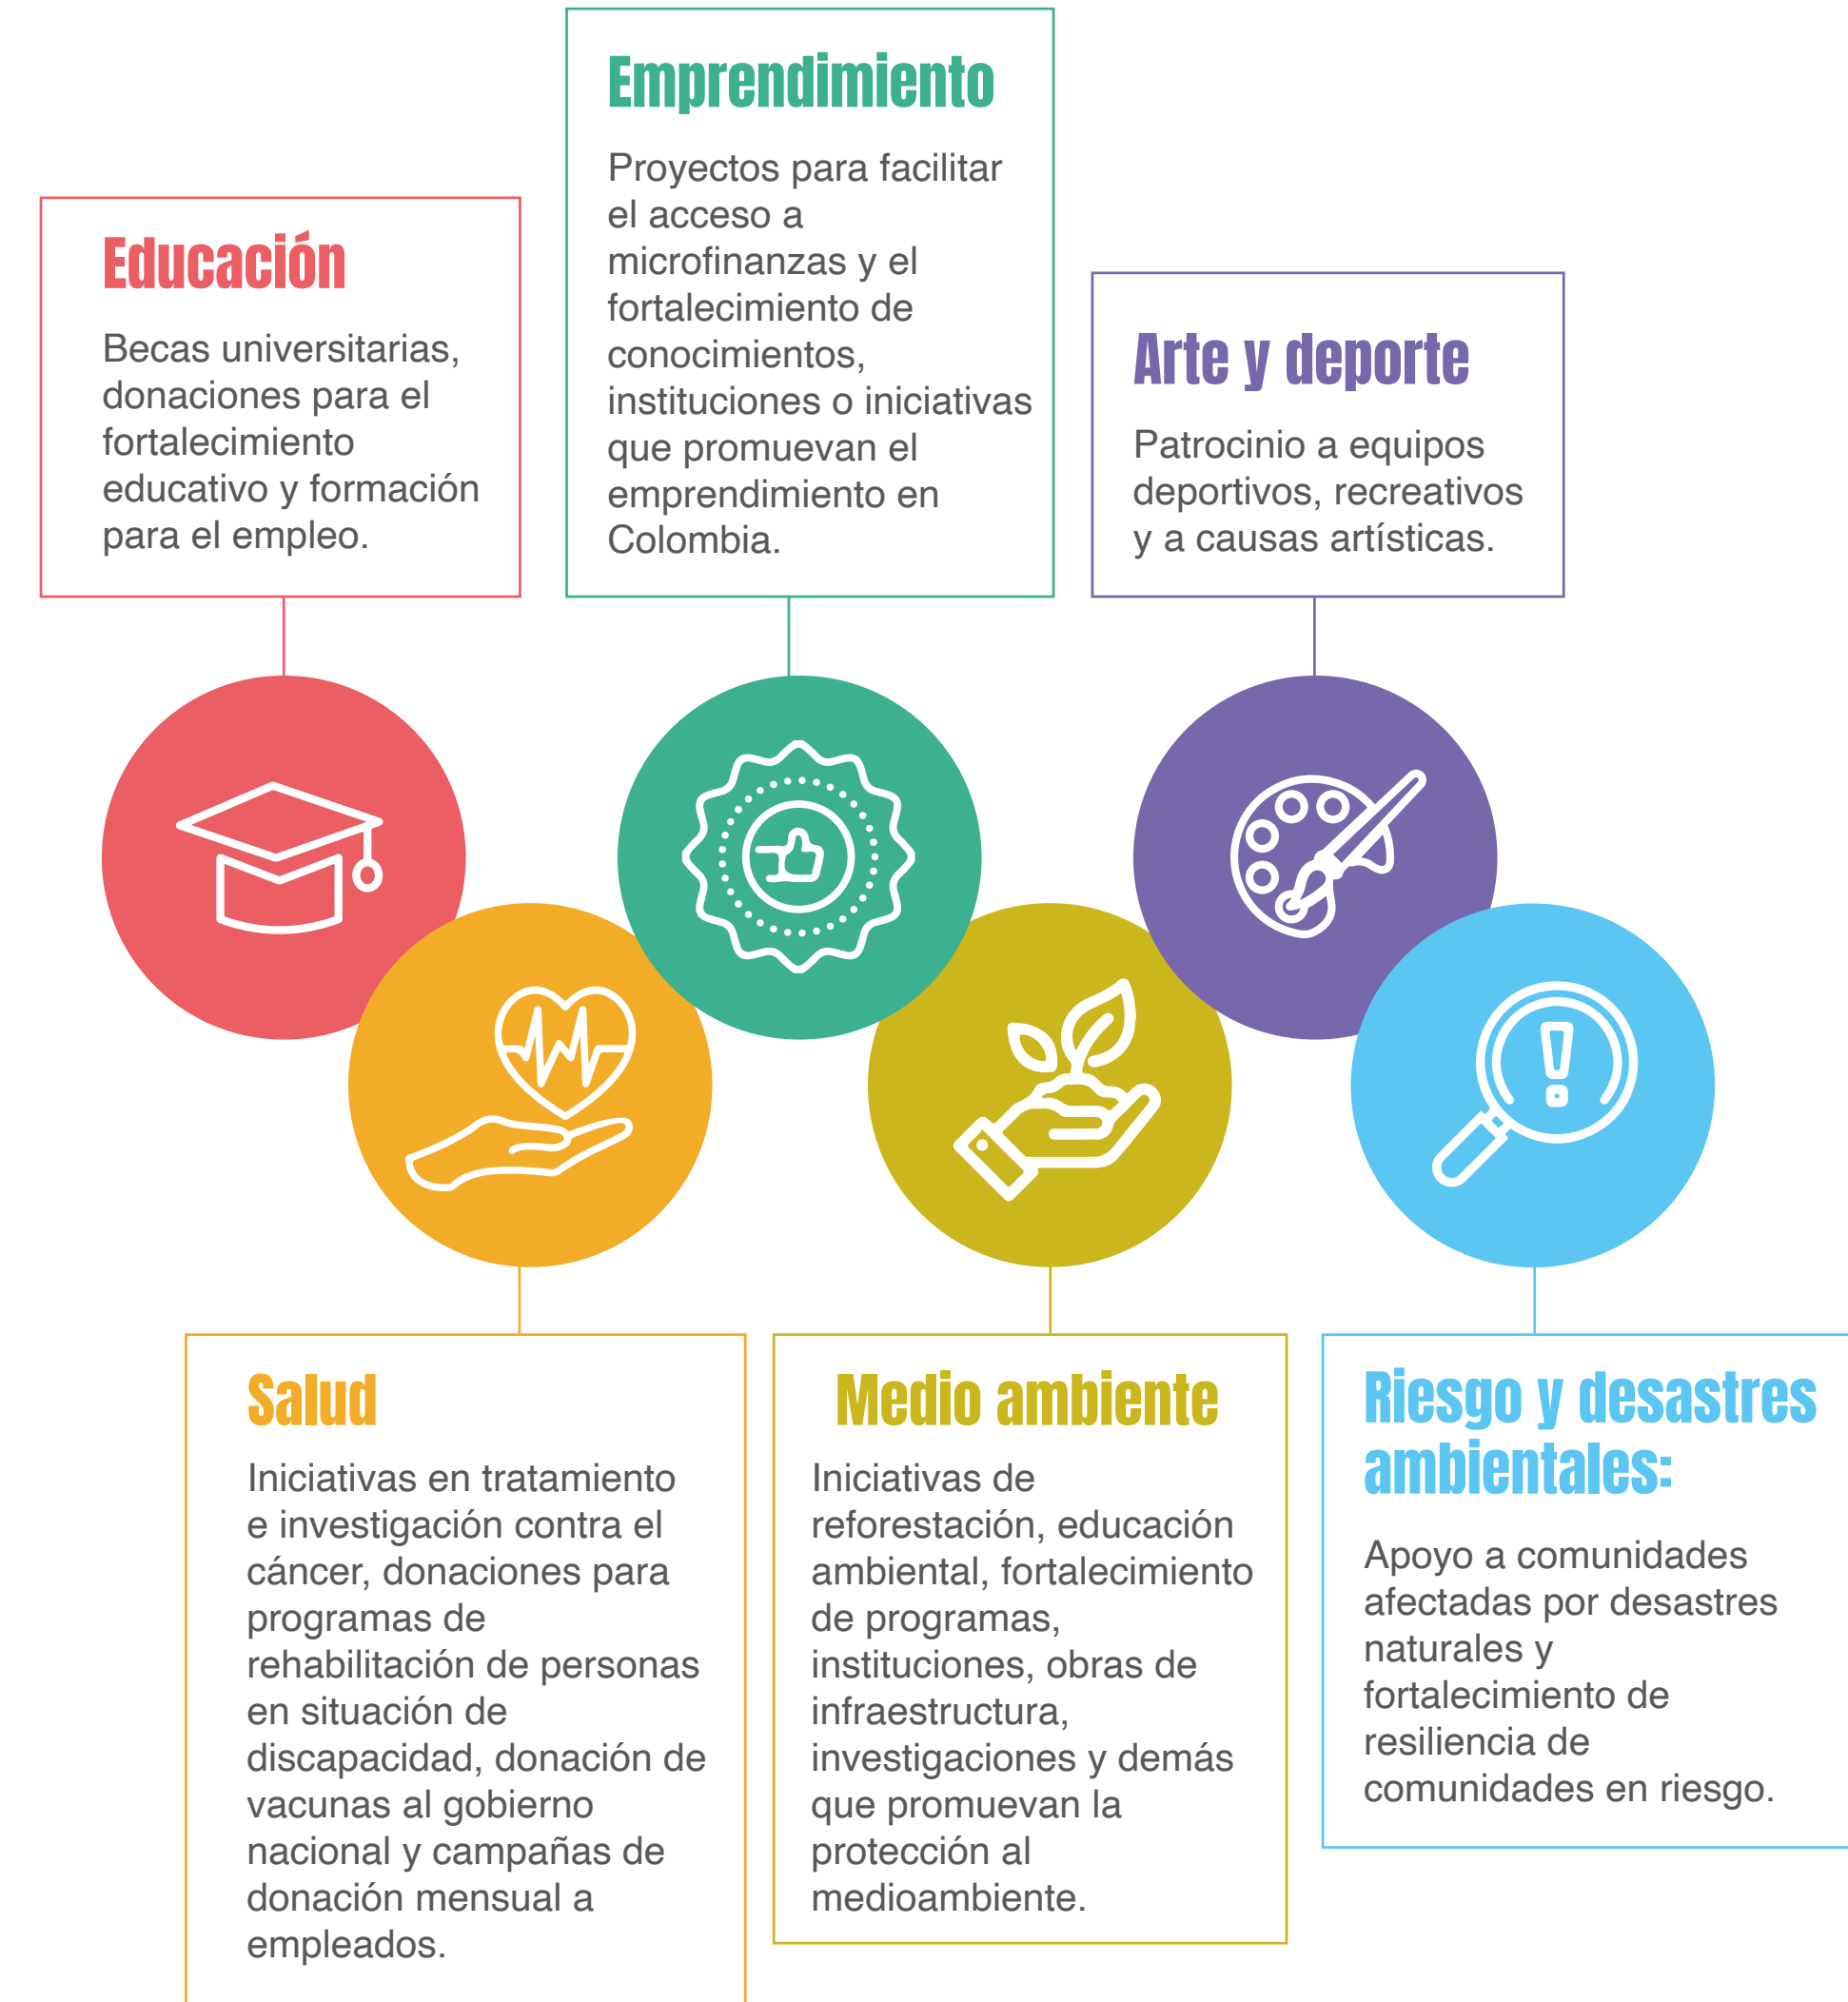 Emprendimiento
Proyectos para facilitar
el acceso a
microfinanzas y el
fortalecimiento de
conocimientos,
instituciones o iniciativas
que promuevan el
emprendimiento en
Colombia.
Educación
Becas universitarias,
donaciones para el
fortalecimiento
educativo y formación
para el empleo.
Arte y deporte
Patrocinio a equipos
deportivos, recreativos
y a causas artísticas.
Salud
Iniciativas en tratamiento
e investigación contra el
cáncer, donaciones para
programas de
rehabilitación de personas
en situación de
discapacidad, donación de
vacunas al gobierno
nacional y campañas de
donación mensual a
empleados.
Medio ambiente
Iniciativas de
reforestación, educación
ambiental, fortalecimiento
de programas,
instituciones, obras de
infraestructura,
investigaciones y demás
que promuevan la
protección al
medioambiente.
Riesgo y desastres
ambientales:
Apoyo a comunidades
afectadas por desastres
naturales y
fortalecimiento de
resiliencia de
comunidades en riesgo.